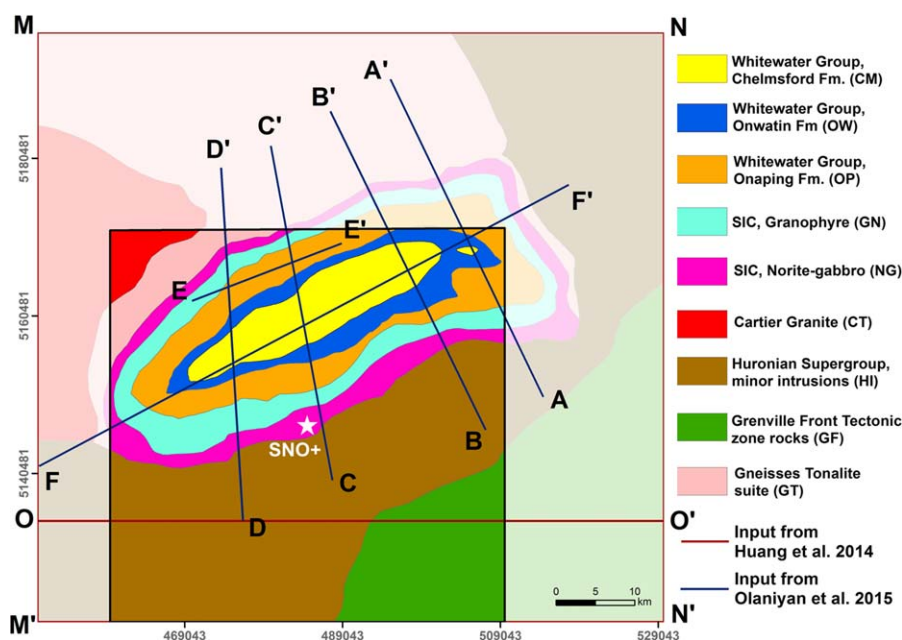 M
N
A'
B'
C'
D'
F'
E'
E
SNO+
A
B
C
D
F
O
O'
M'
N'
5180481
5160481
5140481
469043
489043
509043
529043
0 5 10
km
Whitewater Group,
Chelmsford Fm. (CM)
Whitewater Group,
Onwatin Fm (OW)
Whitewater Group,
Onaping Fm. (OP)
SIC, Granophyre (GN)
SIC, Norite-gabbro (NG)
Cartier Granite (CT)
Huronian Supergroup,
minor intrusions (HI)
Grenville Front Tectonic
zone rocks (GF)
Gneisses Tonalite
suite (GT)
Input from
Huang et al. 2014
Input from
Olaniyan et al. 2015